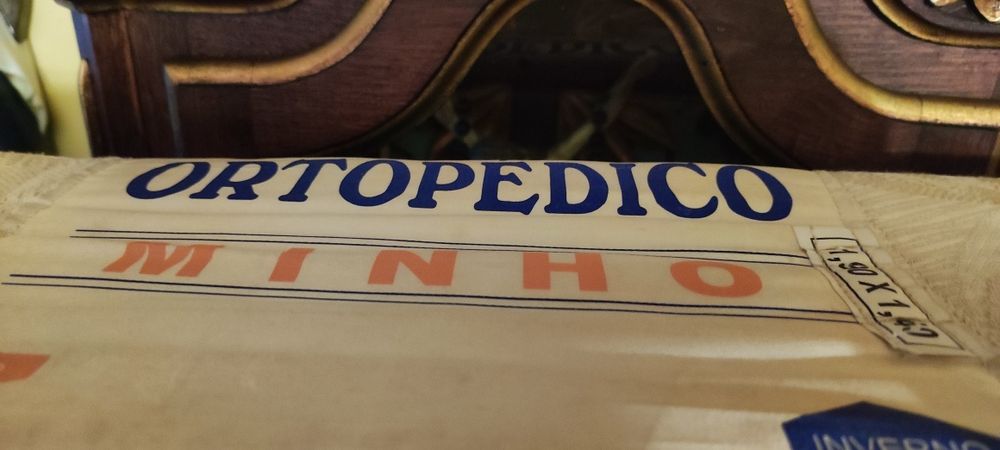 ORTOPEDICO
MINHO
1,90 X 1,40
INVERNO